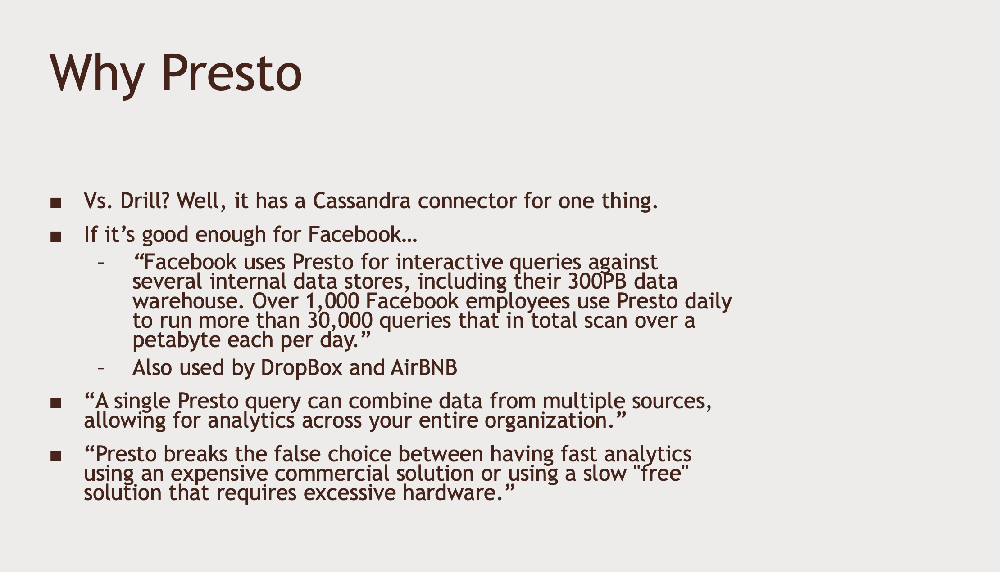 Why Presto
■ Vs. Drill? Well, it has a Cassandra connector for one thing.
■ If it’s good enough for Facebook…
– “Facebook uses Presto for interactive queries against
several internal data stores, including their 300PB data
warehouse. Over 1,000 Facebook employees use Presto daily
to run more than 30,000 queries that in total scan over a
petabyte each per day.”
– Also used by DropBox and AirBNB
■ “A single Presto query can combine data from multiple sources,
allowing for analytics across your entire organization.”
■ “Presto breaks the false choice between having fast analytics
using an expensive commercial solution or using a slow "free"
solution that requires excessive hardware.”